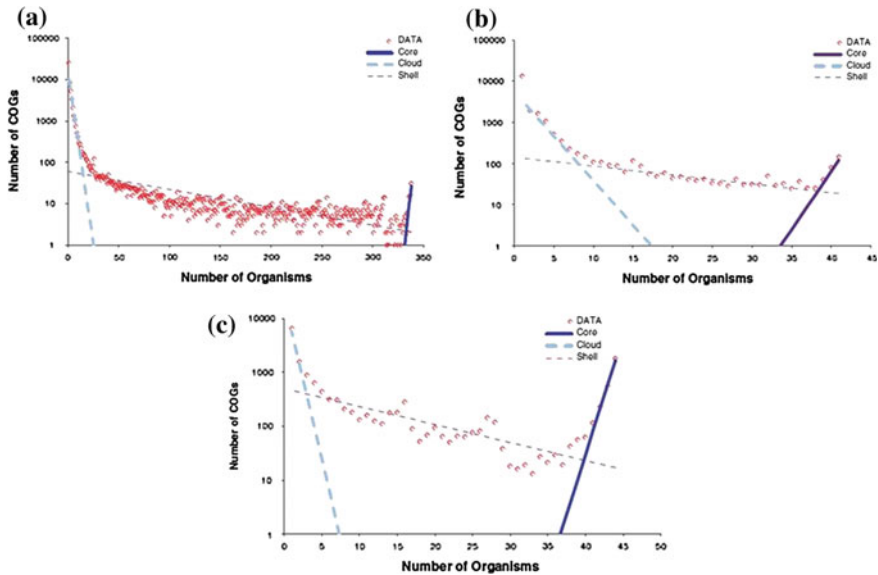 (a)
100000
10000
1000
100
10
1
0 50 100 150 200 250 300 350
Number of COGs
Number of Organisms
DATA
Core
Cloud
Shell
(b)
100000
10000
1000
100
10
1
0 5 10 15 20 25 30 35 40 45
Number of COGs
Number of Organisms
DATA
Core
Cloud
Shell
(c)
10000
1000
100
10
1
0 5 10 15 20 25 30 35 40 45 50
Number of COGs
Number of Organisms
DATA
Core
Cloud
Shell